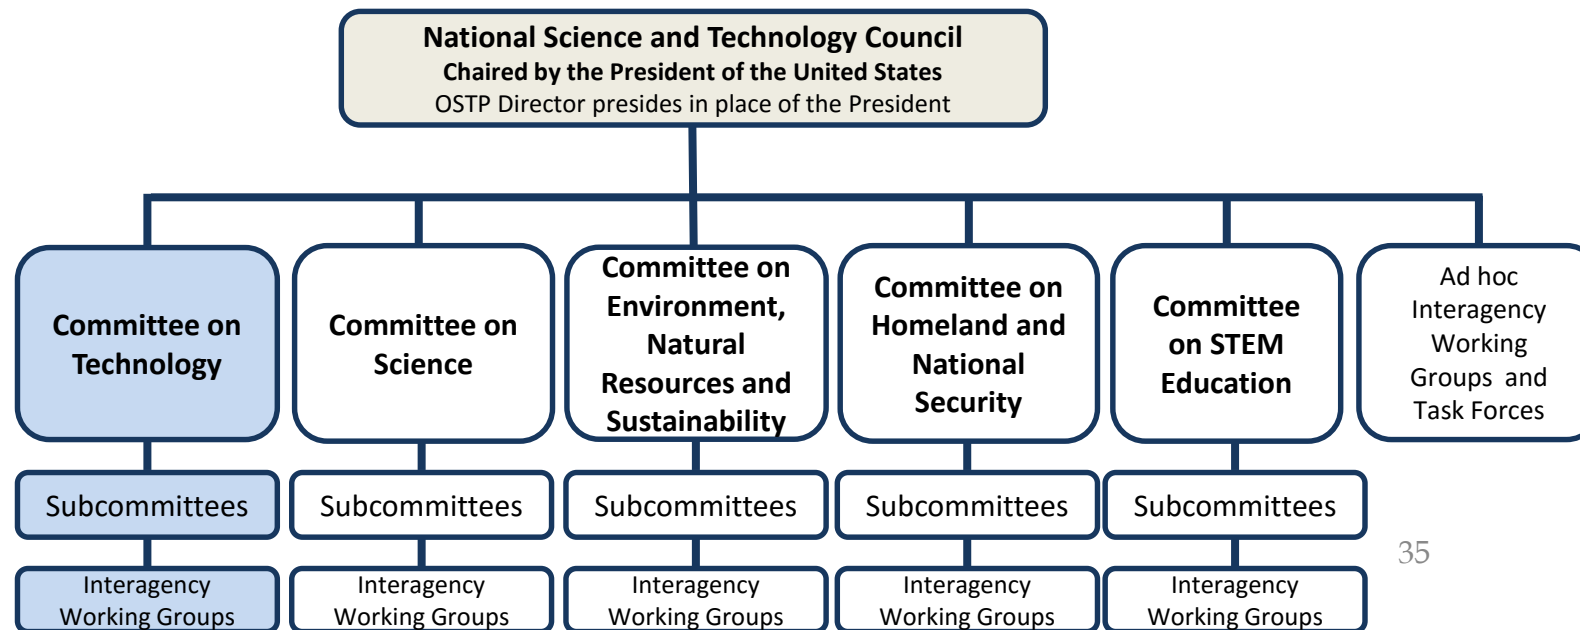 National Science and Technology Council
Chaired by the President of the United States
OSTP Director presides in place of the President
Committee on
Technology
Committee on
Science
Committee on
Environment,
Natural
Resources and
Sustainability
Committee on
Homeland and
National
Security
Committee
on STEM
Education
Ad hoc
Interagency
Working
Groups and
Task Forces
Subcommittees
Subcommittees
Subcommittees
Subcommittees
Subcommittees
Interagency
Working Groups
Interagency
Working Groups
Interagency
Working Groups
Interagency
Working Groups
Interagency
Working Groups
35